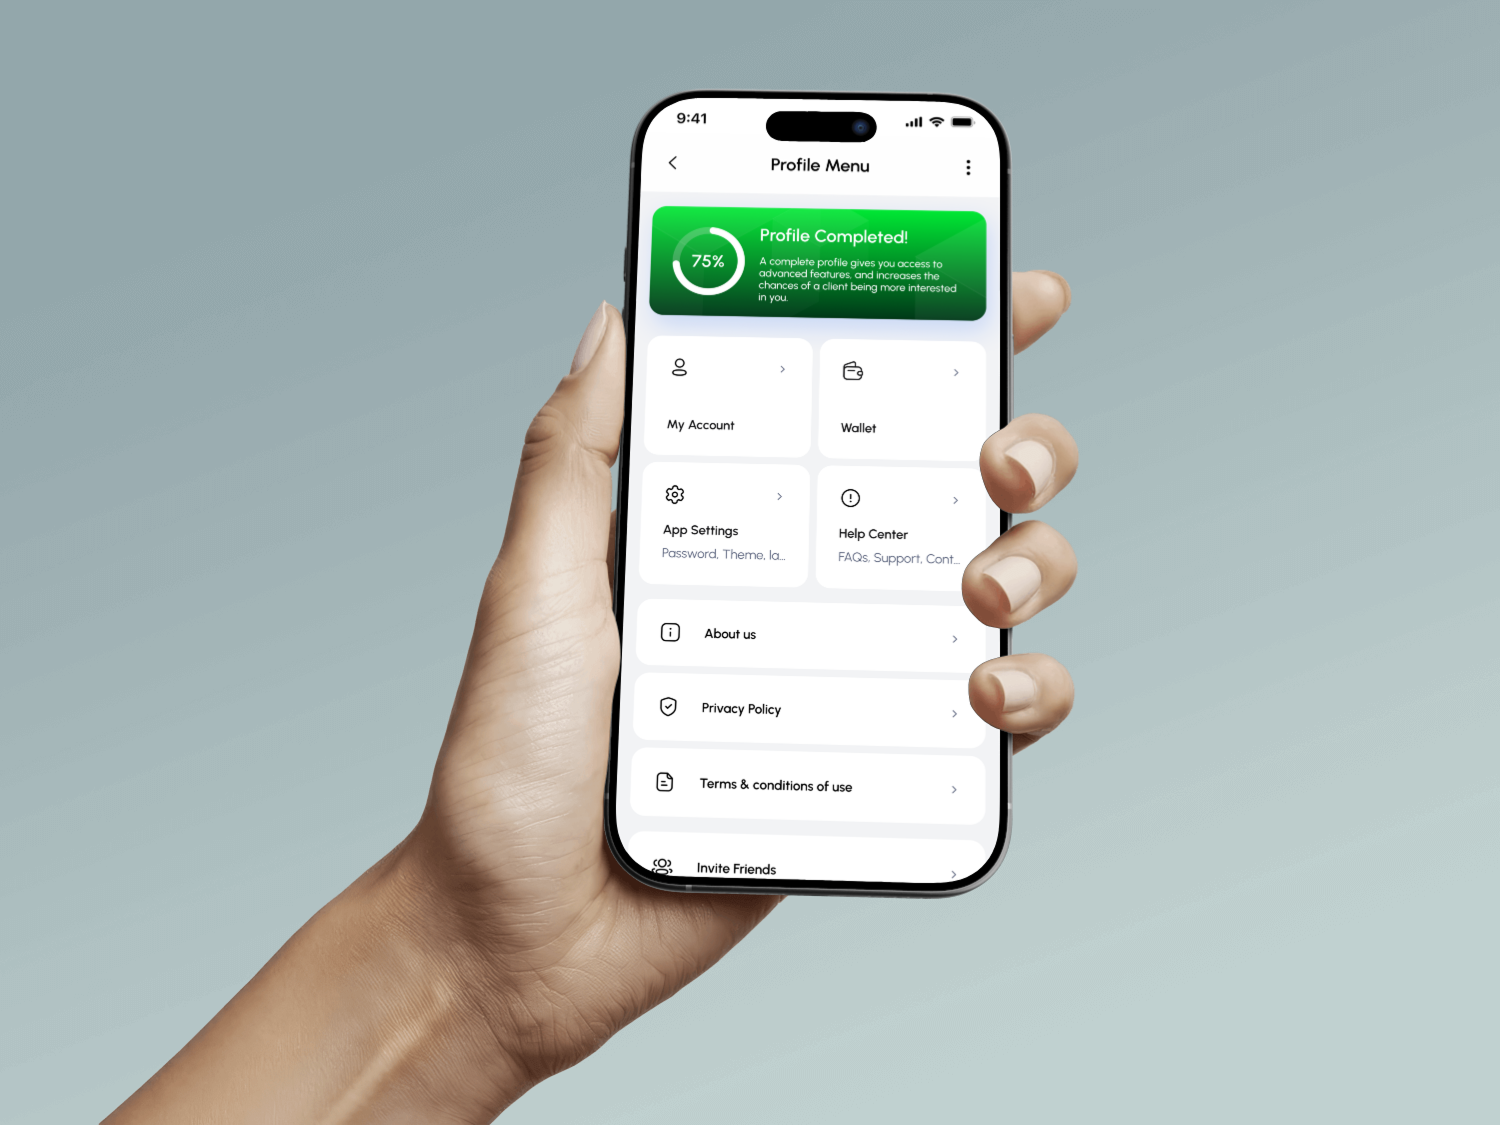 9:41
Profile Menu
75%
Profile Completed!
A complete profile gives you access to
advanced features, and increases the
chances of a client being more interested
in you.
My Account
Wallet
App Settings
Password, Theme, la...
Help Center
FAQs, Support, Cont...
About us
Privacy Policy
Terms & conditions of use
Invite Friends